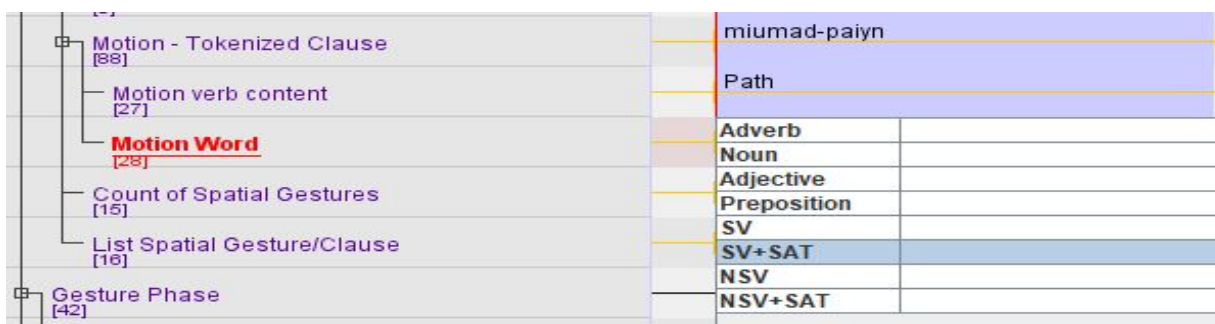 Motion - Tokenized Clause
[88]
Motion verb content
[27]
Motion Word
[28]
Count of Spatial Gestures
[15]
List Spatial Gesture/Clause
[16]
Gesture Phase
[42]
miumad-paiyn
Path
Adverb
Noun
Adjective
Preposition
SV
SV+SAT
NSV
NSV+SAT